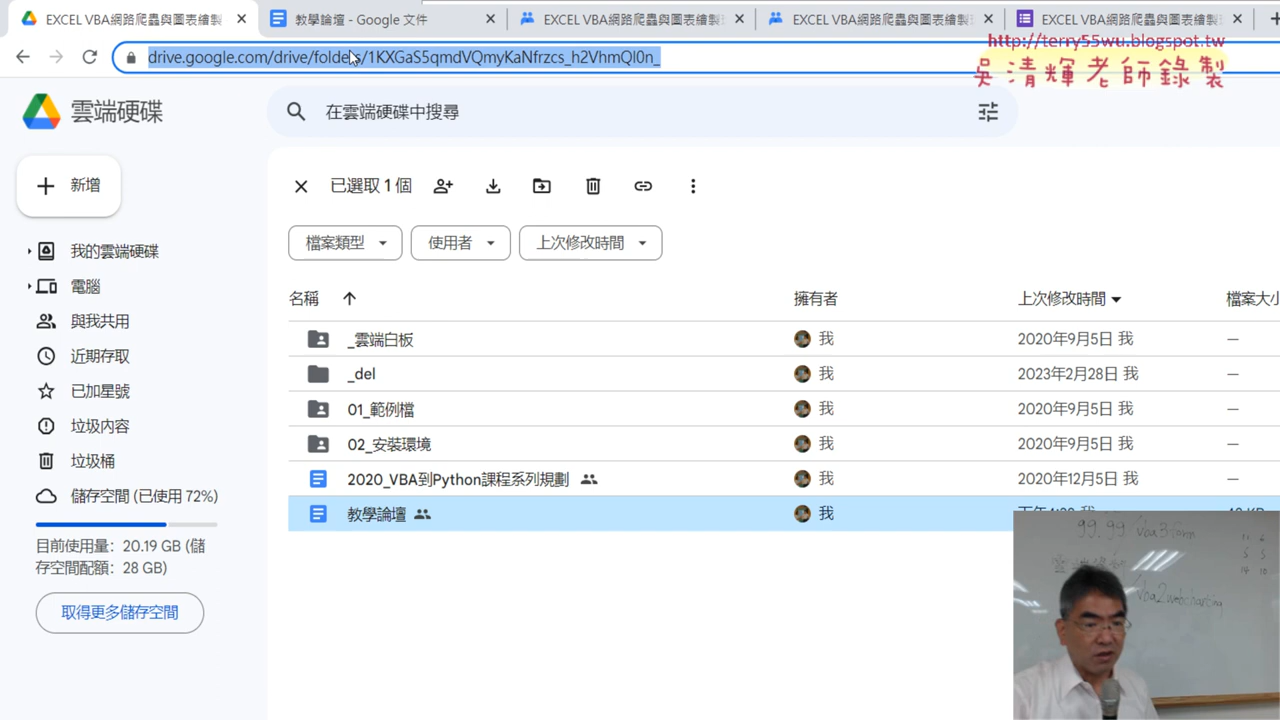 EXCEL VBA網路爬蟲與圖表繪製
教學論壇 - Google 文件
EXCEL VBA網路爬蟲與圖表繪製
EXCEL VBA網路爬蟲與圖表繪製
EXCEL VBA網路爬蟲與圖表繪製
drive.google.com/drive/folders/1KXGaS5qmdVQmyKaNfrzcs_h2VhmQl0n_
http://terry55wu.blogspot.tw
吳清輝老師錄製
雲端硬碟
在雲端硬碟中搜尋
新增
已選取 1 個
檔案類型
使用者
上次修改時間
我的雲端硬碟
電腦
與我共用
近期存取
已加星號
垃圾內容
垃圾桶
儲存空間 (已使用 72%)
目前使用量：20.19 GB (儲
存空間配額：28 GB)
取得更多儲存空間
名稱
擁有者
上次修改時間
檔案大小
_雲端白板
我
2020年9月5日 我
—
_del
我
2023年2月28日 我
—
01_範例檔
我
2020年9月5日 我
—
02_安裝環境
我
2020年9月5日 我
—
2020_VBA到Python課程系列規劃
我
2020年12月5日 我
—
教學論壇
我
99.99
vba3form
vba2webcharting